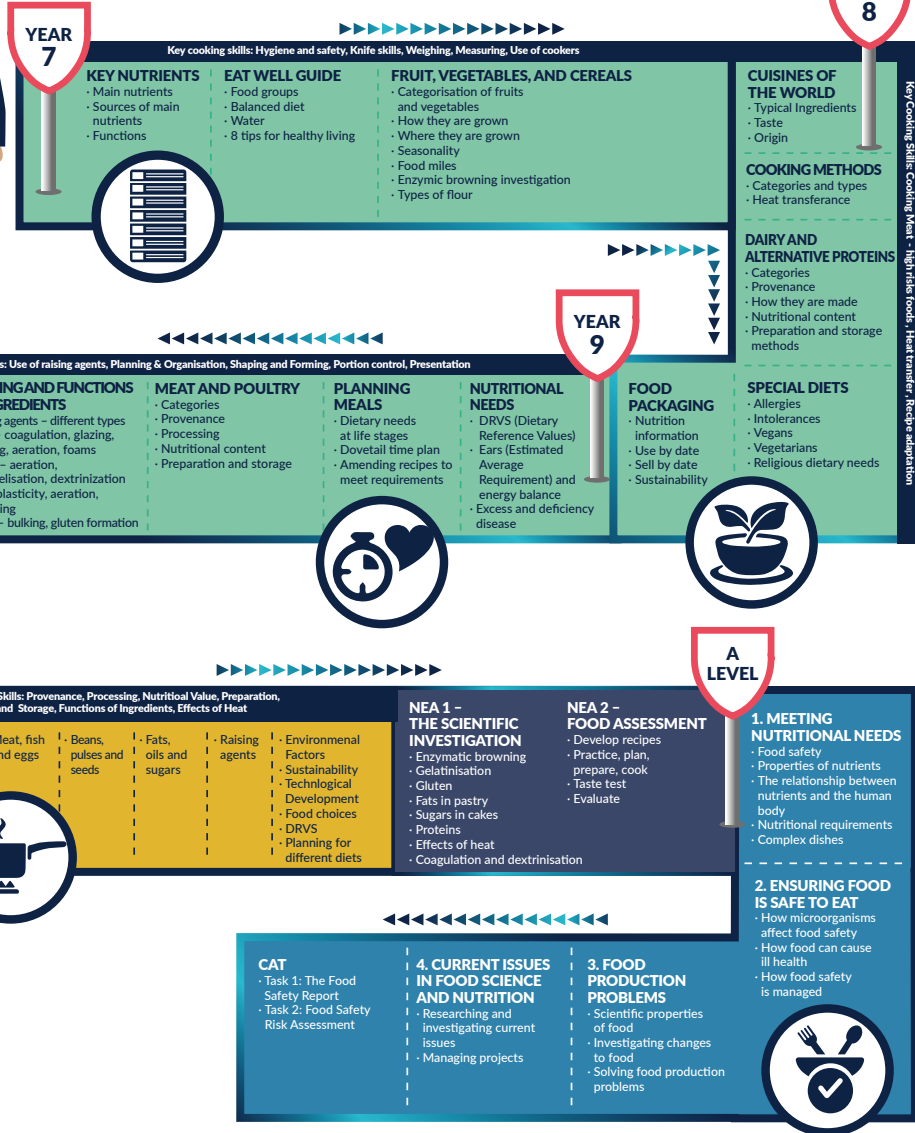 YEAR
7
8
Key cooking skills: Hygiene and safety, Knife skills, Weighing, Measuring, Use of cookers
KEY NUTRIENTS
· Main nutrients
· Sources of main
nutrients
· Functions
EAT WELL GUIDE
· Food groups
· Balanced diet
· Water
· 8 tips for healthy living
FRUIT, VEGETABLES, AND CEREALS
· Categorisation of fruits
and vegetables
· How they are grown
· Where they are grown
· Seasonality
· Food miles
· Enzymic browning investigation
· Types of flour
CUISINES OF
THE WORLD
· Typical Ingredients
· Taste
· Origin
COOKING METHODS
· Categories and types
· Heat transferance
DAIRY AND
ALTERNATIVE PROTEINS
· Categories
· Provenance
· How they are made
· Nutritional content
· Preparation and storage
methods
Key Cooking Skills: Cooking Meat - high risks foods, Heat transfer, Recipe adaptation
SPECIAL DIETS
· Allergies
· Intolerances
· Vegans
· Vegetarians
· Religious dietary needs
FOOD
PACKAGING
· Nutrition
information
· Use by date
· Sell by date
· Sustainability
YEAR
9
s: Use of raising agents, Planning & Organisation, Shaping and Forming, Portion control, Presentation
NUTRITIONAL
NEEDS
· DRVS (Dietary
Reference Values)
· Ears (Estimated
Average
Requirement) and
energy balance
· Excess and deficiency
disease
PLANNING
MEALS
· Dietary needs
at life stages
· Dovetail time plan
· Amending recipes to
meet requirements
MEAT AND POULTRY
· Categories
· Provenance
· Processing
· Nutritional content
· Preparation and storage
ING AND FUNCTIONS
GREDIENTS
g agents – different types
– coagulation, glazing,
g, aeration, foams
– aeration,
elisation, dextrinization
plasticity, aeration,
ing
– bulking, gluten formation
Skills: Provenance, Processing, Nutritioal Value, Preparation,
and Storage, Functions of Ingredients, Effects of Heat
Meat, fish
nd eggs
· Beans,
pulses and
seeds
· Fats,
oils and
sugars
· Raising
agents
· Environmenal
Factors
· Sustainability
· Technlogical
Development
· Food choices
· DRVS
· Planning for
different diets
NEA 1 –
THE SCIENTIFIC
INVESTIGATION
· Enzymatic browning
· Gelatinisation
· Gluten
· Fats in pastry
· Sugars in cakes
· Proteins
· Effects of heat
· Coagulation and dextrinisation
NEA 2 –
FOOD ASSESSMENT
· Develop recipes
· Practice, plan,
prepare, cook
· Taste test
· Evaluate
A
LEVEL
1. MEETING
NUTRITIONAL NEEDS
· Food safety
· Properties of nutrients
· The relationship between
nutrients and the human
body
· Nutritional requirements
· Complex dishes
2. ENSURING FOOD
IS SAFE TO EAT
· How microorganisms
affect food safety
· How food can cause
ill health
· How food safety
is managed
3. FOOD
PRODUCTION
PROBLEMS
· Scientific properties
of food
· Investigating changes
to food
· Solving food production
problems
4. CURRENT ISSUES
IN FOOD SCIENCE
AND NUTRITION
· Researching and
investigating current
issues
· Managing projects
CAT
· Task 1: The Food
Safety Report
· Task 2: Food Safety
Risk Assessment